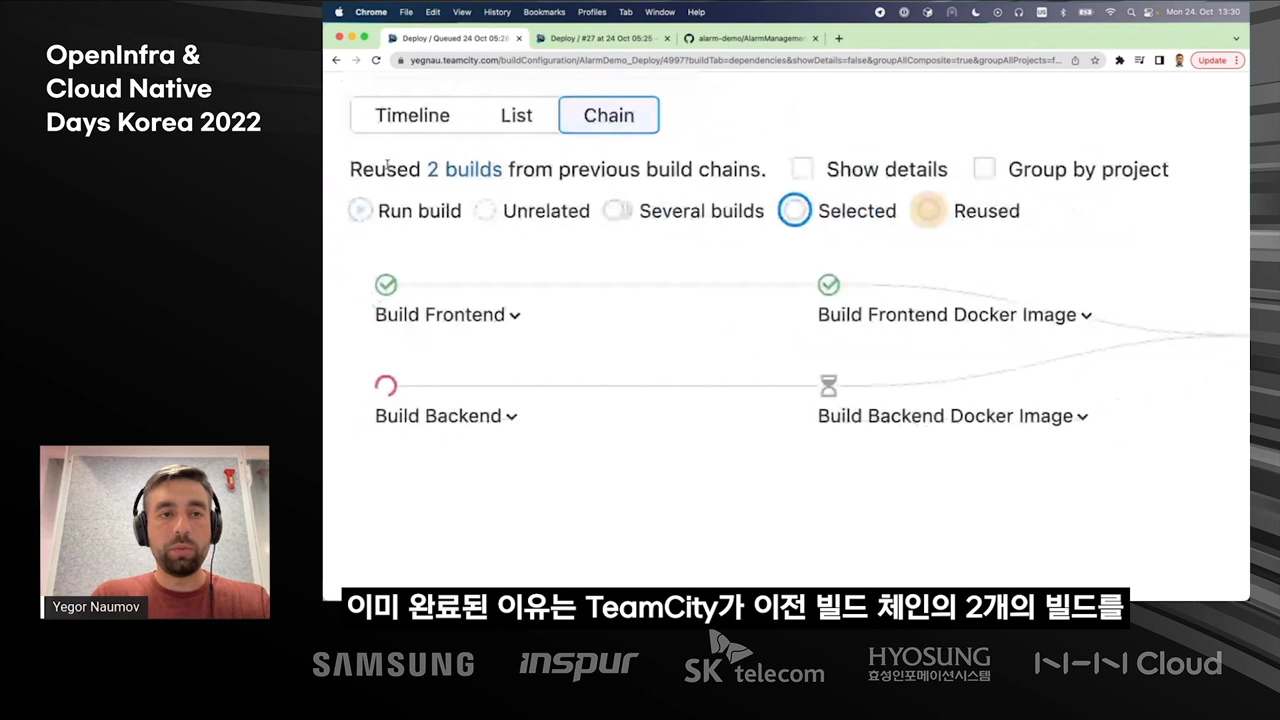 OpenInfra &
Cloud Native
Days Korea 2022
Chrome File Edit View History Bookmarks Profiles Tab Window Help
Mon 24. Oct 13:30
Deploy / Queued 24 Oct 05:28
Deploy / #27 at 24 Oct 05:25
alarm-demo/AlarmManageme
yegnau.teamcity.com/buildConfiguration/AlarmDemo_Deploy/4997?buildTab=dependencies&showDetails=false&groupAllComposite=true&groupAllProjects=f...
Update
Timeline List Chain
Reused 2 builds from previous build chains. Show details Group by project
Run build Unrelated Several builds Selected Reused
Build Frontend
Build Frontend Docker Image
Build Backend
Build Backend Docker Image
Yegor Naumov
이미 완료된 이유는 TeamCity가 이전 빌드 체인의 2개의 빌드를
SAMSUNG
inspur
SK telecom
HYOSUNG
효성인포메이션시스템
NHN Cloud